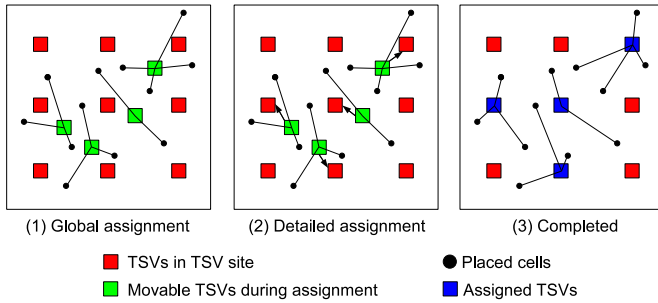 (1) Global assignment (2) Detailed assignment (3) Completed
TSVs in TSV site Placed cells
Movable TSVs during assignment Assigned TSVs